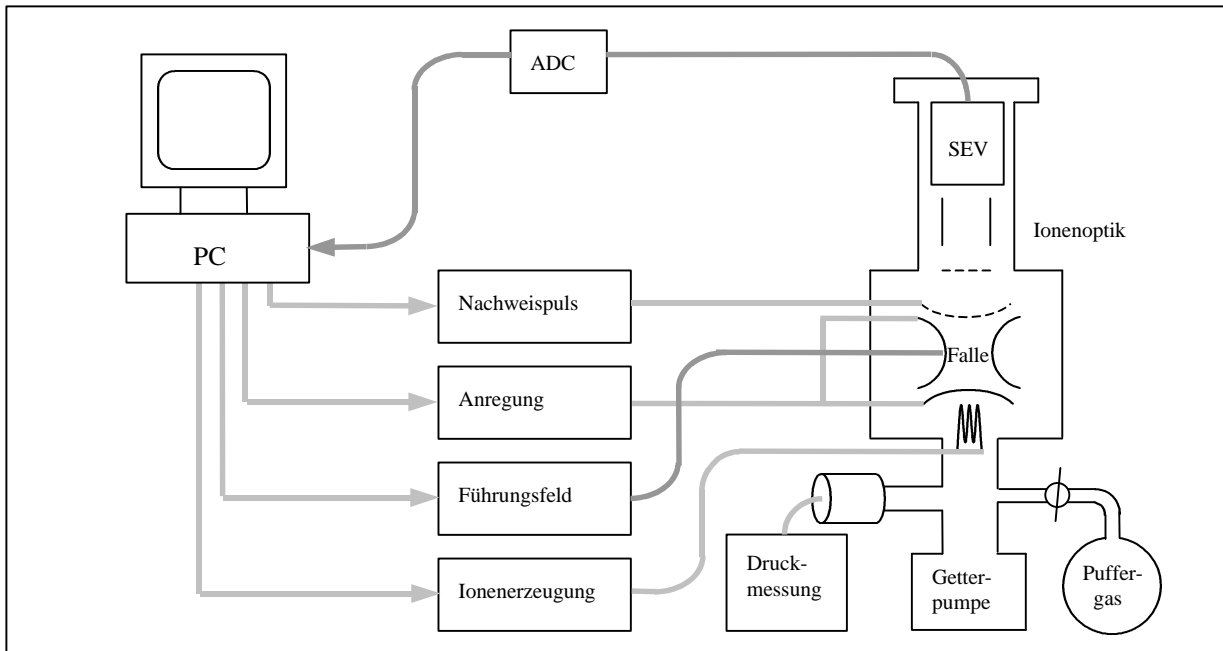 ADC
SEV
Ionenoptik
PC
Nachweispuls
Falle
Anregung
Führungsfeld
Ionenerzeugung
Druck-
messung
Getter-
pumpe
Puffer-
gas